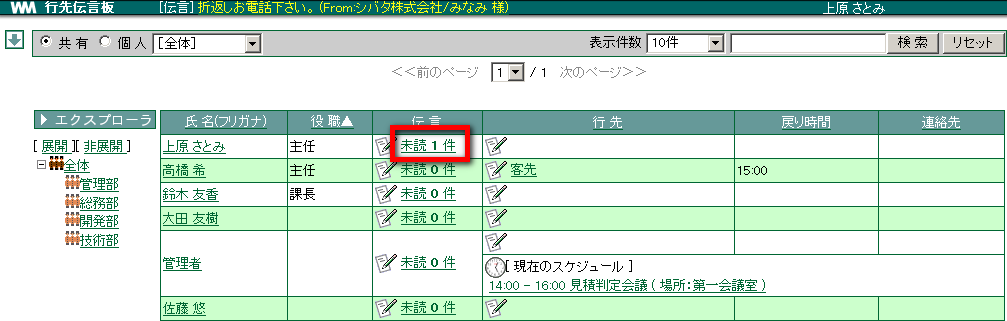 WM 行先伝言板 [伝言] 折返しお電話下さい。(From:シバタ株式会社/みなみ 様) 上原 さとみ
共有 個人 [全体] 表示件数 10件 検索 リセット
<<前のページ 1 / 1 次のページ>>
エクスプローラ
[ 展開 ][ 非展開 ]
全体
管理部
総務部
開発部
技術部
氏 名(フリガナ) 役 職▲ 伝 言 行 先 戻り時間 連絡先
上原 さとみ 主任 未読 1 件
高橋 希 主任 未読 0 件 客先 15:00
鈴木 友香 課長 未読 0 件
大田 友樹 未読 0 件
管理者 未読 0 件
[ 現在のスケジュール ]
14:00 - 16:00 見積判定会議 ( 場所:第一会議室 )
佐藤 悠 未読 0 件